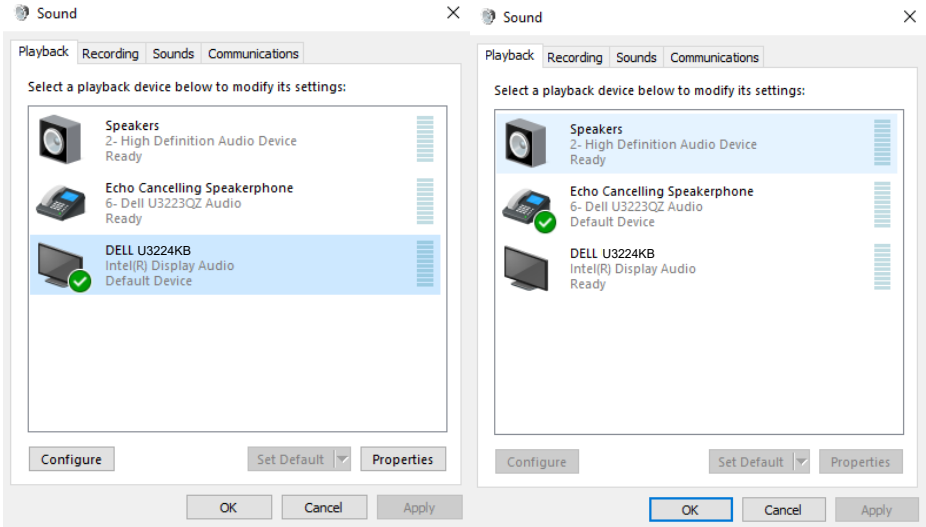 Sound
Playback Recording Sounds Communications
Select a playback device below to modify its settings:
Speakers
2- High Definition Audio Device
Ready
Echo Cancelling Speakerphone
6- Dell U3223QZ Audio
Ready
DELL U3224KB
Intel(R) Display Audio
Default Device
Configure Set Default Properties
OK Cancel Apply
Sound
Playback Recording Sounds Communications
Select a playback device below to modify its settings:
Speakers
2- High Definition Audio Device
Ready
Echo Cancelling Speakerphone
6- Dell U3223QZ Audio
Default Device
DELL U3224KB
Intel(R) Display Audio
Ready
Configure Set Default Properties
OK Cancel Apply